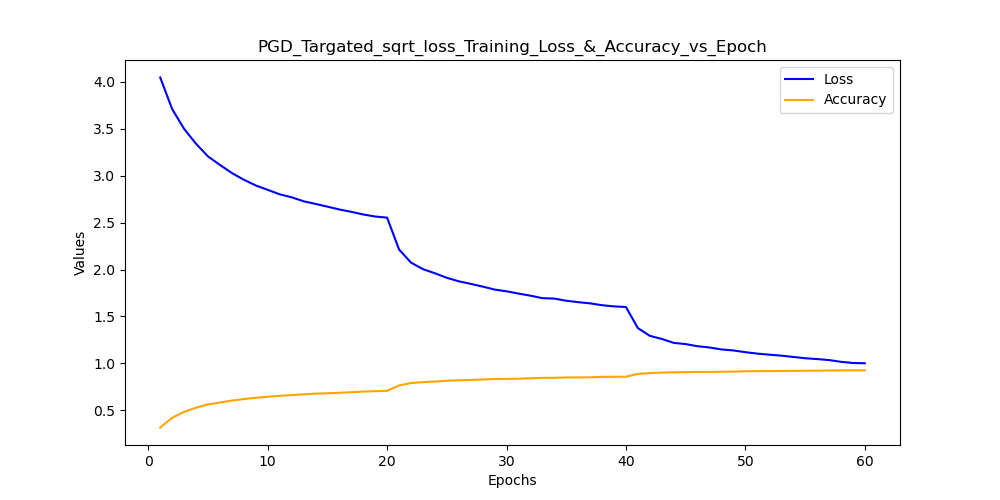 PGD_Targated_sqrt_loss_Training_Loss_&_Accuracy_vs_Epoch
Loss
Accuracy
4.0
3.5
3.0
2.5
2.0
1.5
1.0
0.5
Values
0 10 20 30 40 50 60
Epochs